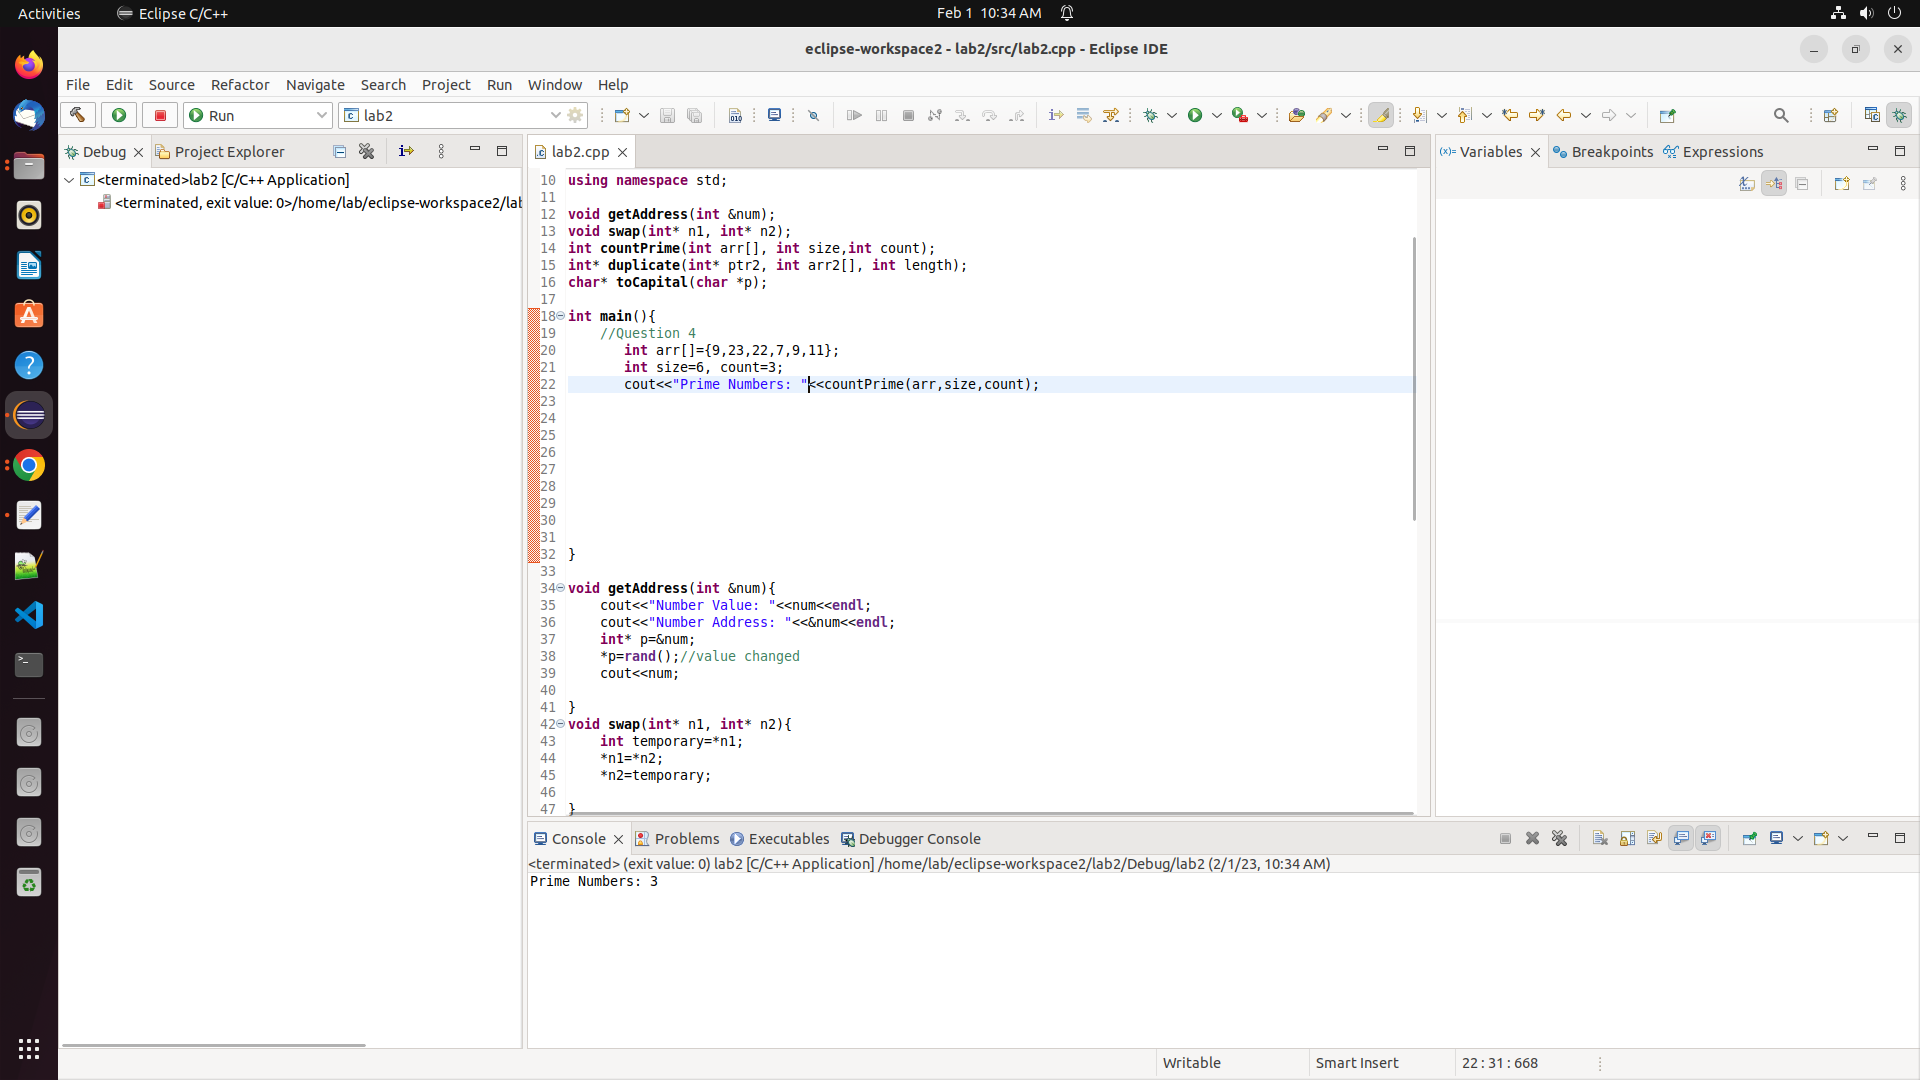 Activities
Eclipse C/C++
Feb 1 10:34 AM
eclipse-workspace2 - lab2/src/lab2.cpp - Eclipse IDE
File Edit Source Refactor Navigate Search Project Run Window Help
Run
lab2
Debug
Project Explorer
<terminated>lab2 [C/C++ Application]
<terminated, exit value: 0>/home/lab/eclipse-workspace2/lab
lab2.cpp
10 using namespace std;
11
12 void getAddress(int &num);
13 void swap(int* n1, int* n2);
14 int countPrime(int arr[], int size,int count);
15 int* duplicate(int* ptr2, int arr2[], int length);
16 char* toCapital(char *p);
17
18 int main(){
19 //Question 4
20 int arr[]={9,23,22,7,9,11};
21 int size=6, count=3;
22 cout<<"Prime Numbers: "<<countPrime(arr,size,count);
23
24
25
26
27
28
29
30
31
32 }
33
34 void getAddress(int &num){
35 cout<<"Number Value: "<<num<<endl;
36 cout<<"Number Address: "<<&num<<endl;
37 int* p=&num;
38 *p=rand();//value changed
39 cout<<num;
40
41 }
42 void swap(int* n1, int* n2){
43 int temporary=*n1;
44 *n1=*n2;
45 *n2=temporary;
46
47 }
(x)= Variables
Breakpoints
Expressions
Console
Problems
Executables
Debugger Console
<terminated> (exit value: 0) lab2 [C/C++ Application] /home/lab/eclipse-workspace2/lab2/Debug/lab2 (2/1/23, 10:34 AM)
Prime Numbers: 3
Writable
Smart Insert
22 : 31 : 668